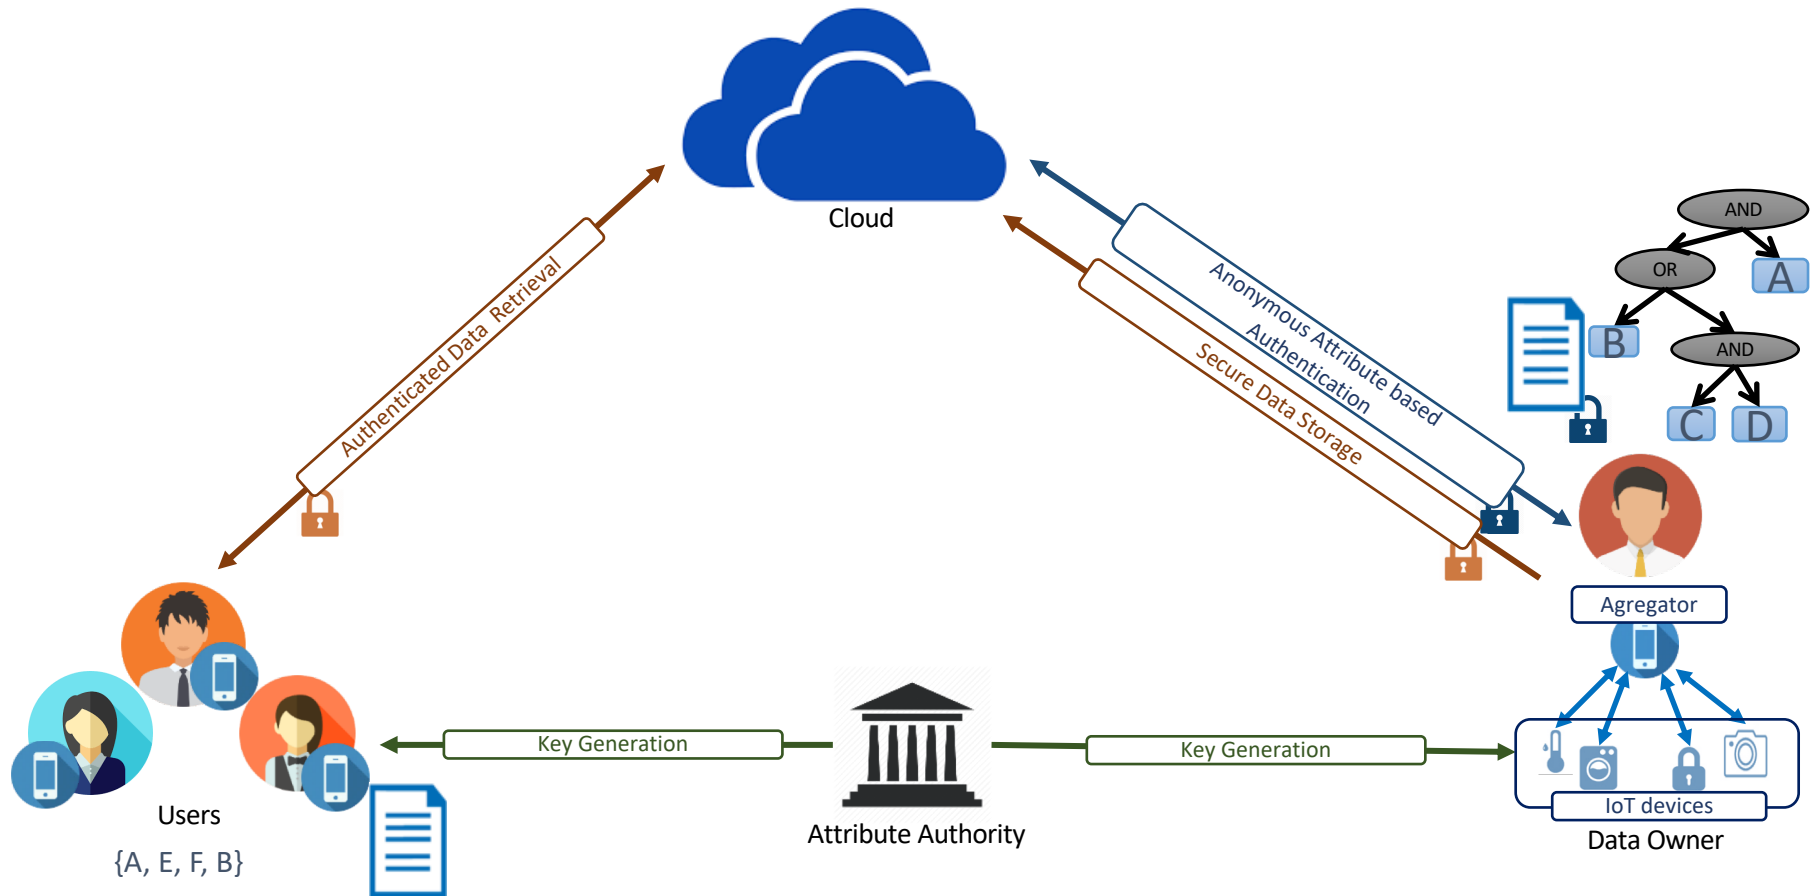 Cloud
AND
OR
A
B
AND
C
D
Authenticated Data Retrieval
Anonymous Attribute based
Authentication
Secure Data Storage
Agregator
Key Generation
Key Generation
IoT devices
Users
Attribute Authority
Data Owner
{A, E, F, B}